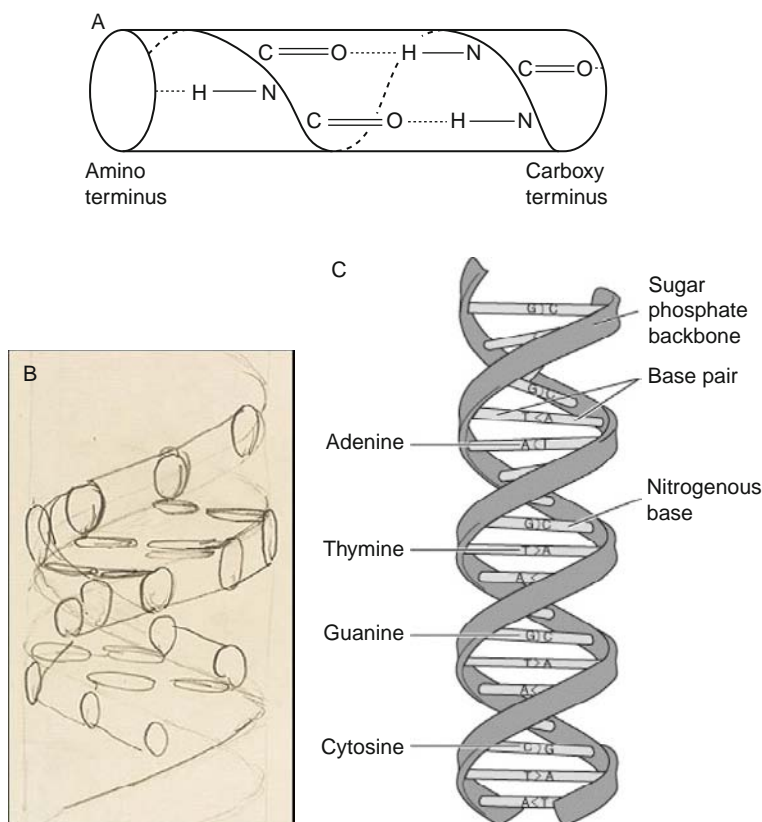 A
C O H N
C O
H N
C O H N
Amino
terminus
Carboxy
terminus
B
C
Sugar
phosphate
backbone
Base pair
Adenine
Nitrogenous
base
Thymine
Guanine
Cytosine
G C
G C
T < A
A < T
G C
T > A
A <
G C
T > A
A <
C > G
T > A
A < T